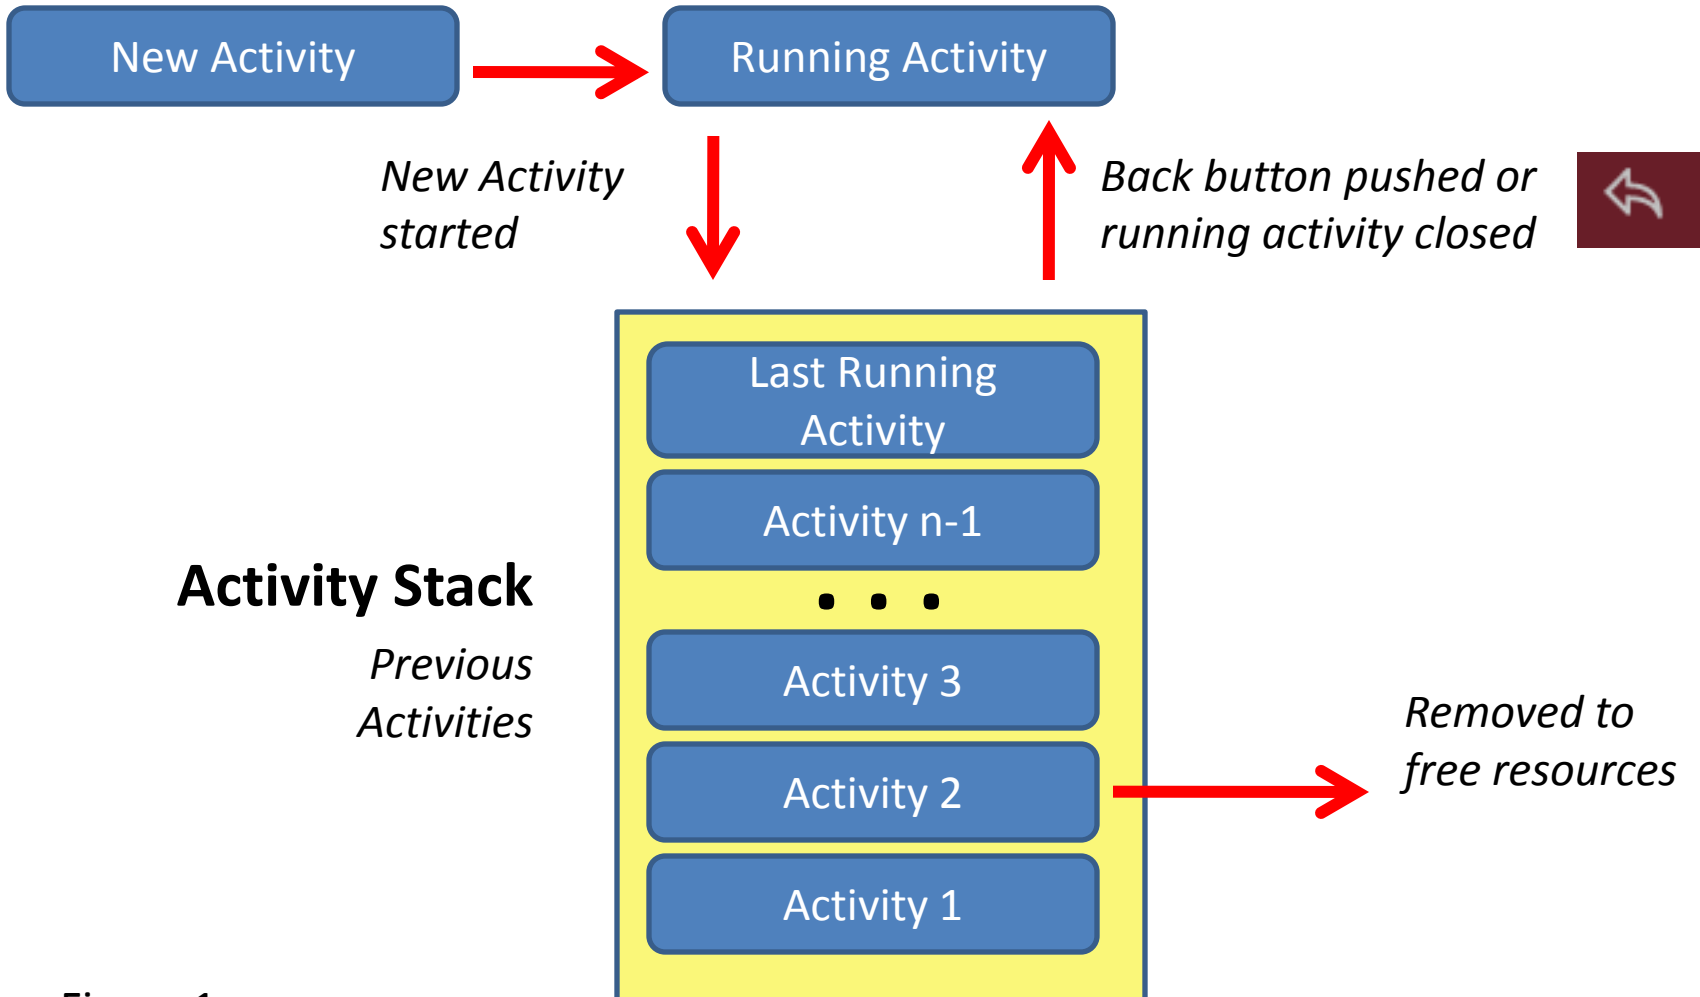 New Activity
Running Activity
New Activity
started
Back button pushed or
running activity closed
Last Running
Activity
Activity n-1
. . .
Activity Stack
Previous
Activities
Activity 3
Activity 2
Removed to
free resources
Activity 1